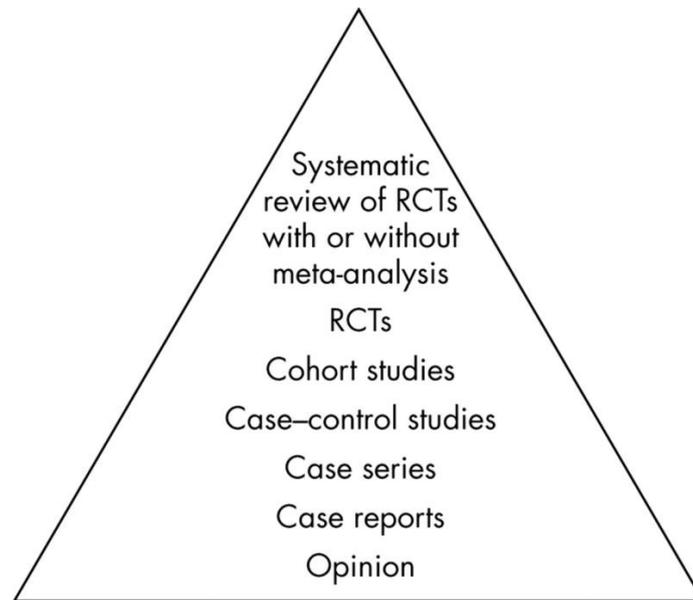 Systematic
review of RCTs
with or without
meta-analysis
RCTs
Cohort studies
Case–control studies
Case series
Case reports
Opinion